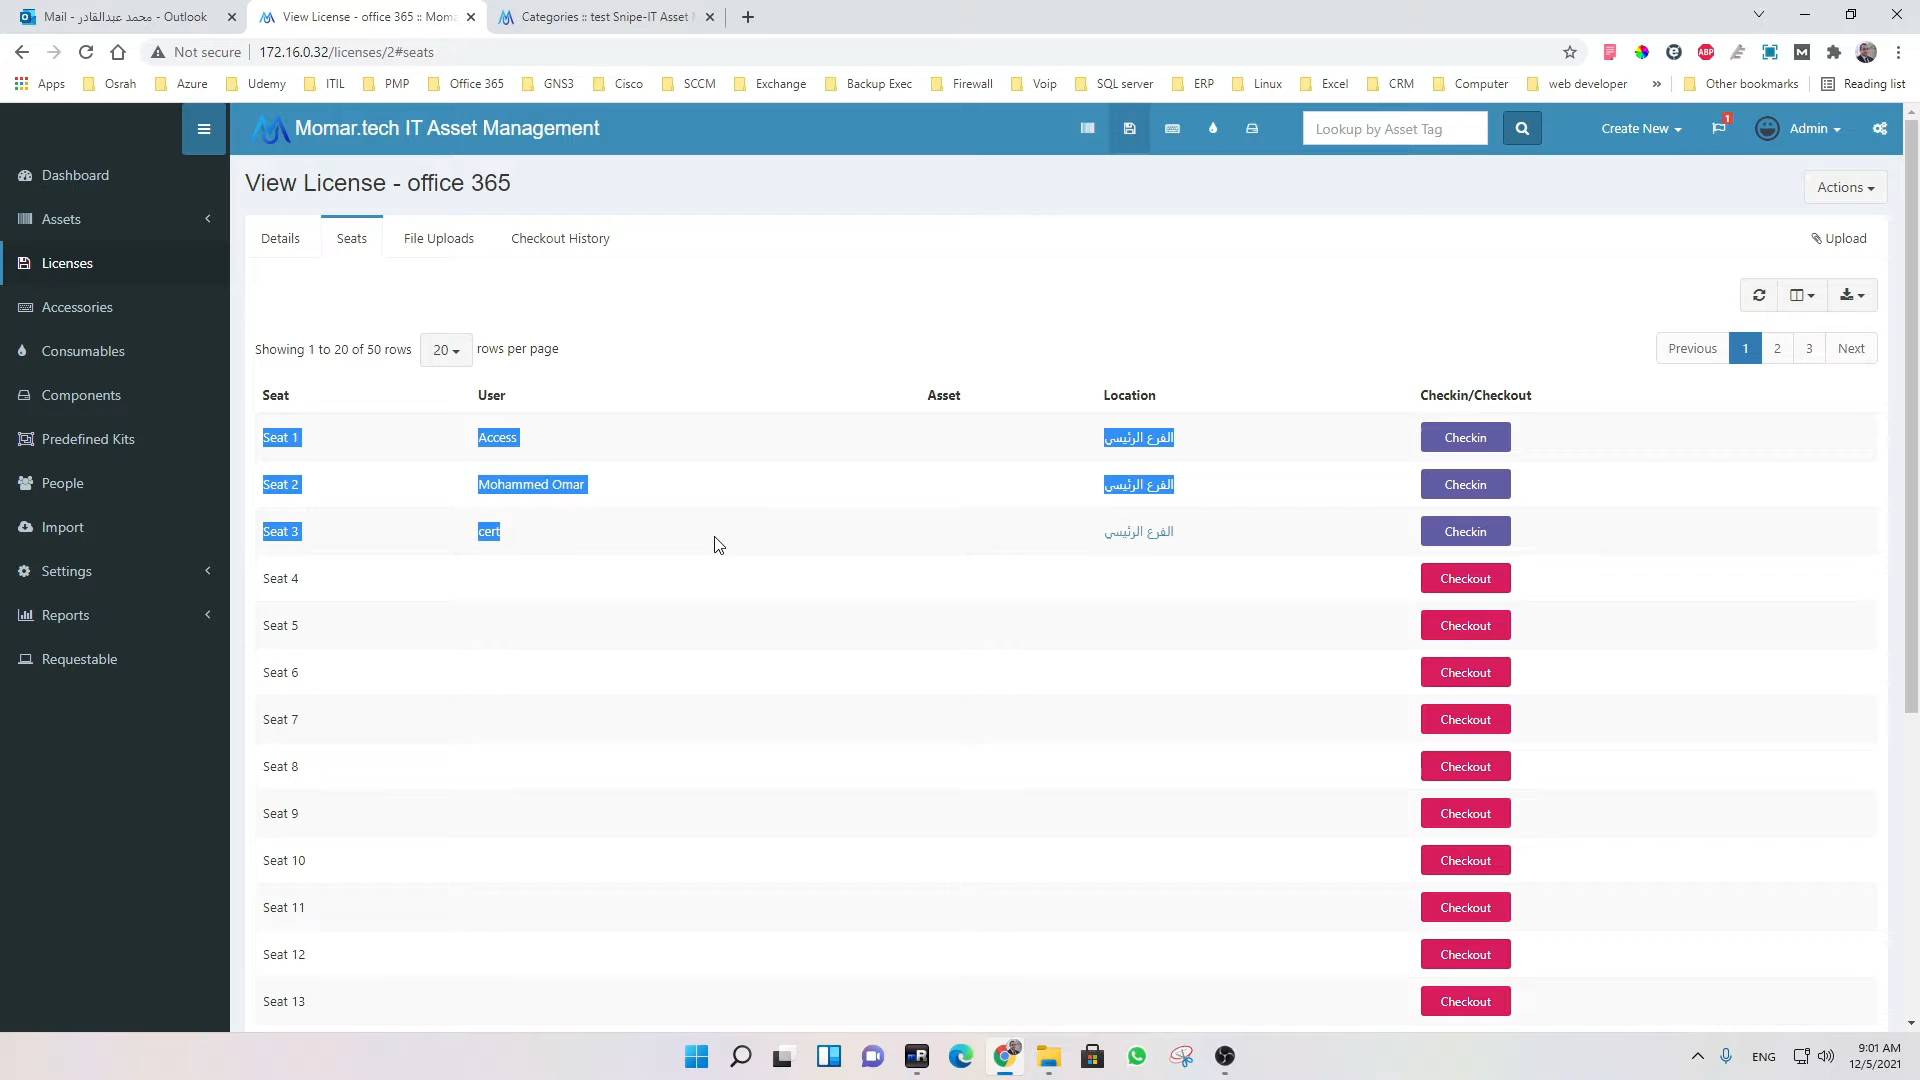 Mail - محمد عبدالقادر - Outlook
View License - office 365 :: Moma
Categories :: test Snipe-IT Asset
Not secure 172.16.0.32/licenses/2#seats
Apps Osrah Azure Udemy ITIL PMP Office 365 GNS3 Cisco SCCM Exchange Backup Exec Firewall Voip SQL server ERP Linux Excel CRM Computer web developer » Other bookmarks Reading list
Momar.tech IT Asset Management
Lookup by Asset Tag
Create New
1
Admin
Dashboard
Assets
Licenses
Accessories
Consumables
Components
Predefined Kits
People
Import
Settings
Reports
Requestable
View License - office 365
Actions
Details Seats File Uploads Checkout History Upload
Showing 1 to 20 of 50 rows 20 rows per page Previous 1 2 3 Next
Seat User Asset Location Checkin/Checkout
Seat 1 Access الفرع الرئيسي Checkin
Seat 2 Mohammed Omar الفرع الرئيسي Checkin
Seat 3 cert الفرع الرئيسي Checkin
Seat 4 Checkout
Seat 5 Checkout
Seat 6 Checkout
Seat 7 Checkout
Seat 8 Checkout
Seat 9 Checkout
Seat 10 Checkout
Seat 11 Checkout
Seat 12 Checkout
Seat 13 Checkout
ENG
9:01 AM
12/5/2021